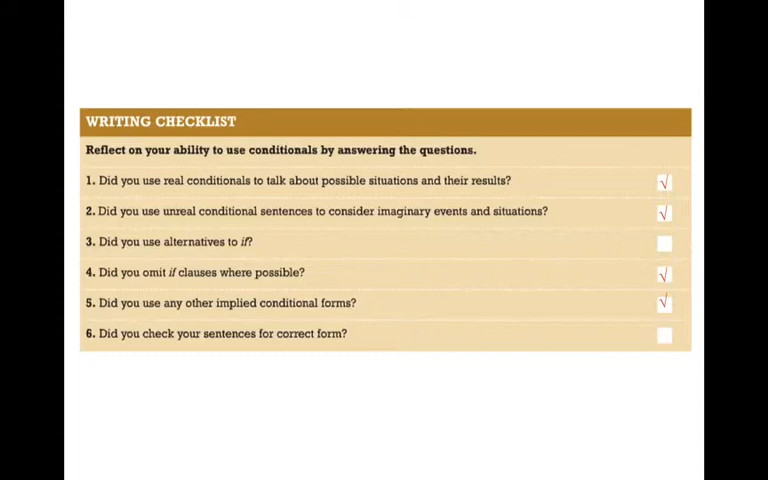 WRITING CHECKLIST
Reflect on your ability to use conditionals by answering the questions.
1. Did you use real conditionals to talk about possible situations and their results? √
2. Did you use unreal conditional sentences to consider imaginary events and situations? √
3. Did you use alternatives to if?
4. Did you omit if clauses where possible? √
5. Did you use any other implied conditional forms? √
6. Did you check your sentences for correct form?